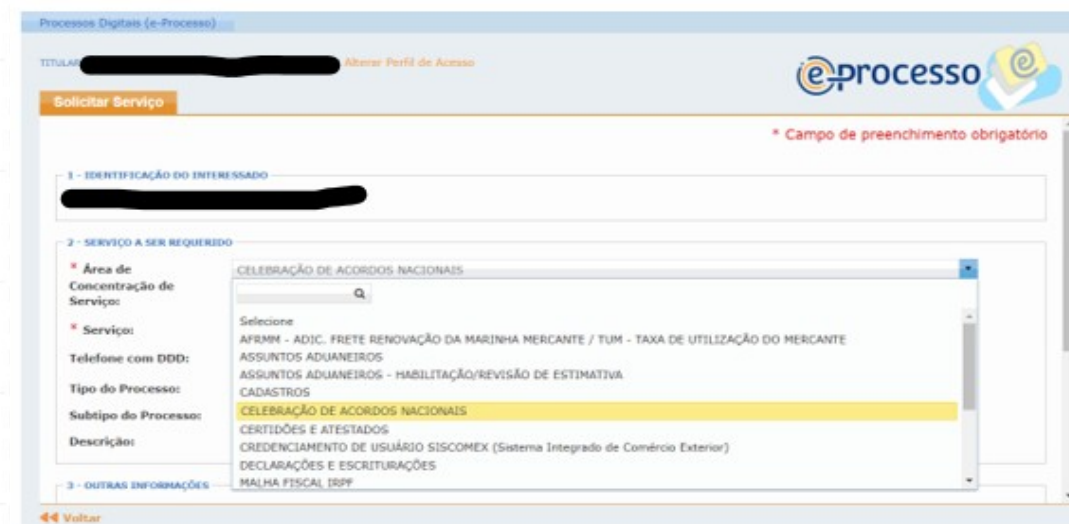 Processos Digitais (e-Processo)
TITULAR Alterar Perfil de Acesso
e-processo
Solicitar Serviço
* Campo de preenchimento obrigatório
1 - IDENTIFICAÇÃO DO INTERESSADO
2 - SERVIÇO A SER REQUERIDO
* Área de Concentração de Serviço:
CELEBRAÇÃO DE ACORDOS NACIONAIS
Selecione
AFRMM - ADIC. FRETE RENOVAÇÃO DA MARINHA MERCANTE / TUM - TAXA DE UTILIZAÇÃO DO MERCANTE
ASSUNTOS ADUANEIROS
ASSUNTOS ADUANEIROS - HABILITAÇÃO/REVISÃO DE ESTIMATIVA
CADASTROS
CELEBRAÇÃO DE ACORDOS NACIONAIS
CERTIDÕES E ATESTADOS
CREDENCIAMENTO DE USUÁRIO SISCOMEX (Sistema Integrado de Comércio Exterior)
DECLARAÇÕES E ESCRITURAÇÕES
MALHA FISCAL IRPF
* Serviço:
Telefone com DDD:
Tipo do Processo:
Subtipo do Processo:
Descrição:
3 - OUTRAS INFORMAÇÕES
Voltar